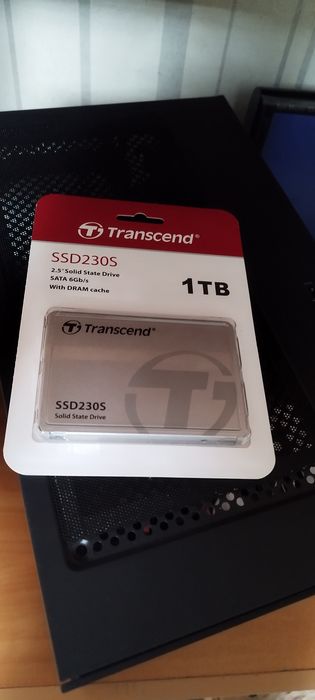 Transcend®
SSD230S
2.5" Solid State Drive
SATA 6Gb/s
With DRAM cache
1TB
Transcend®
SSD230S
Solid State Drive